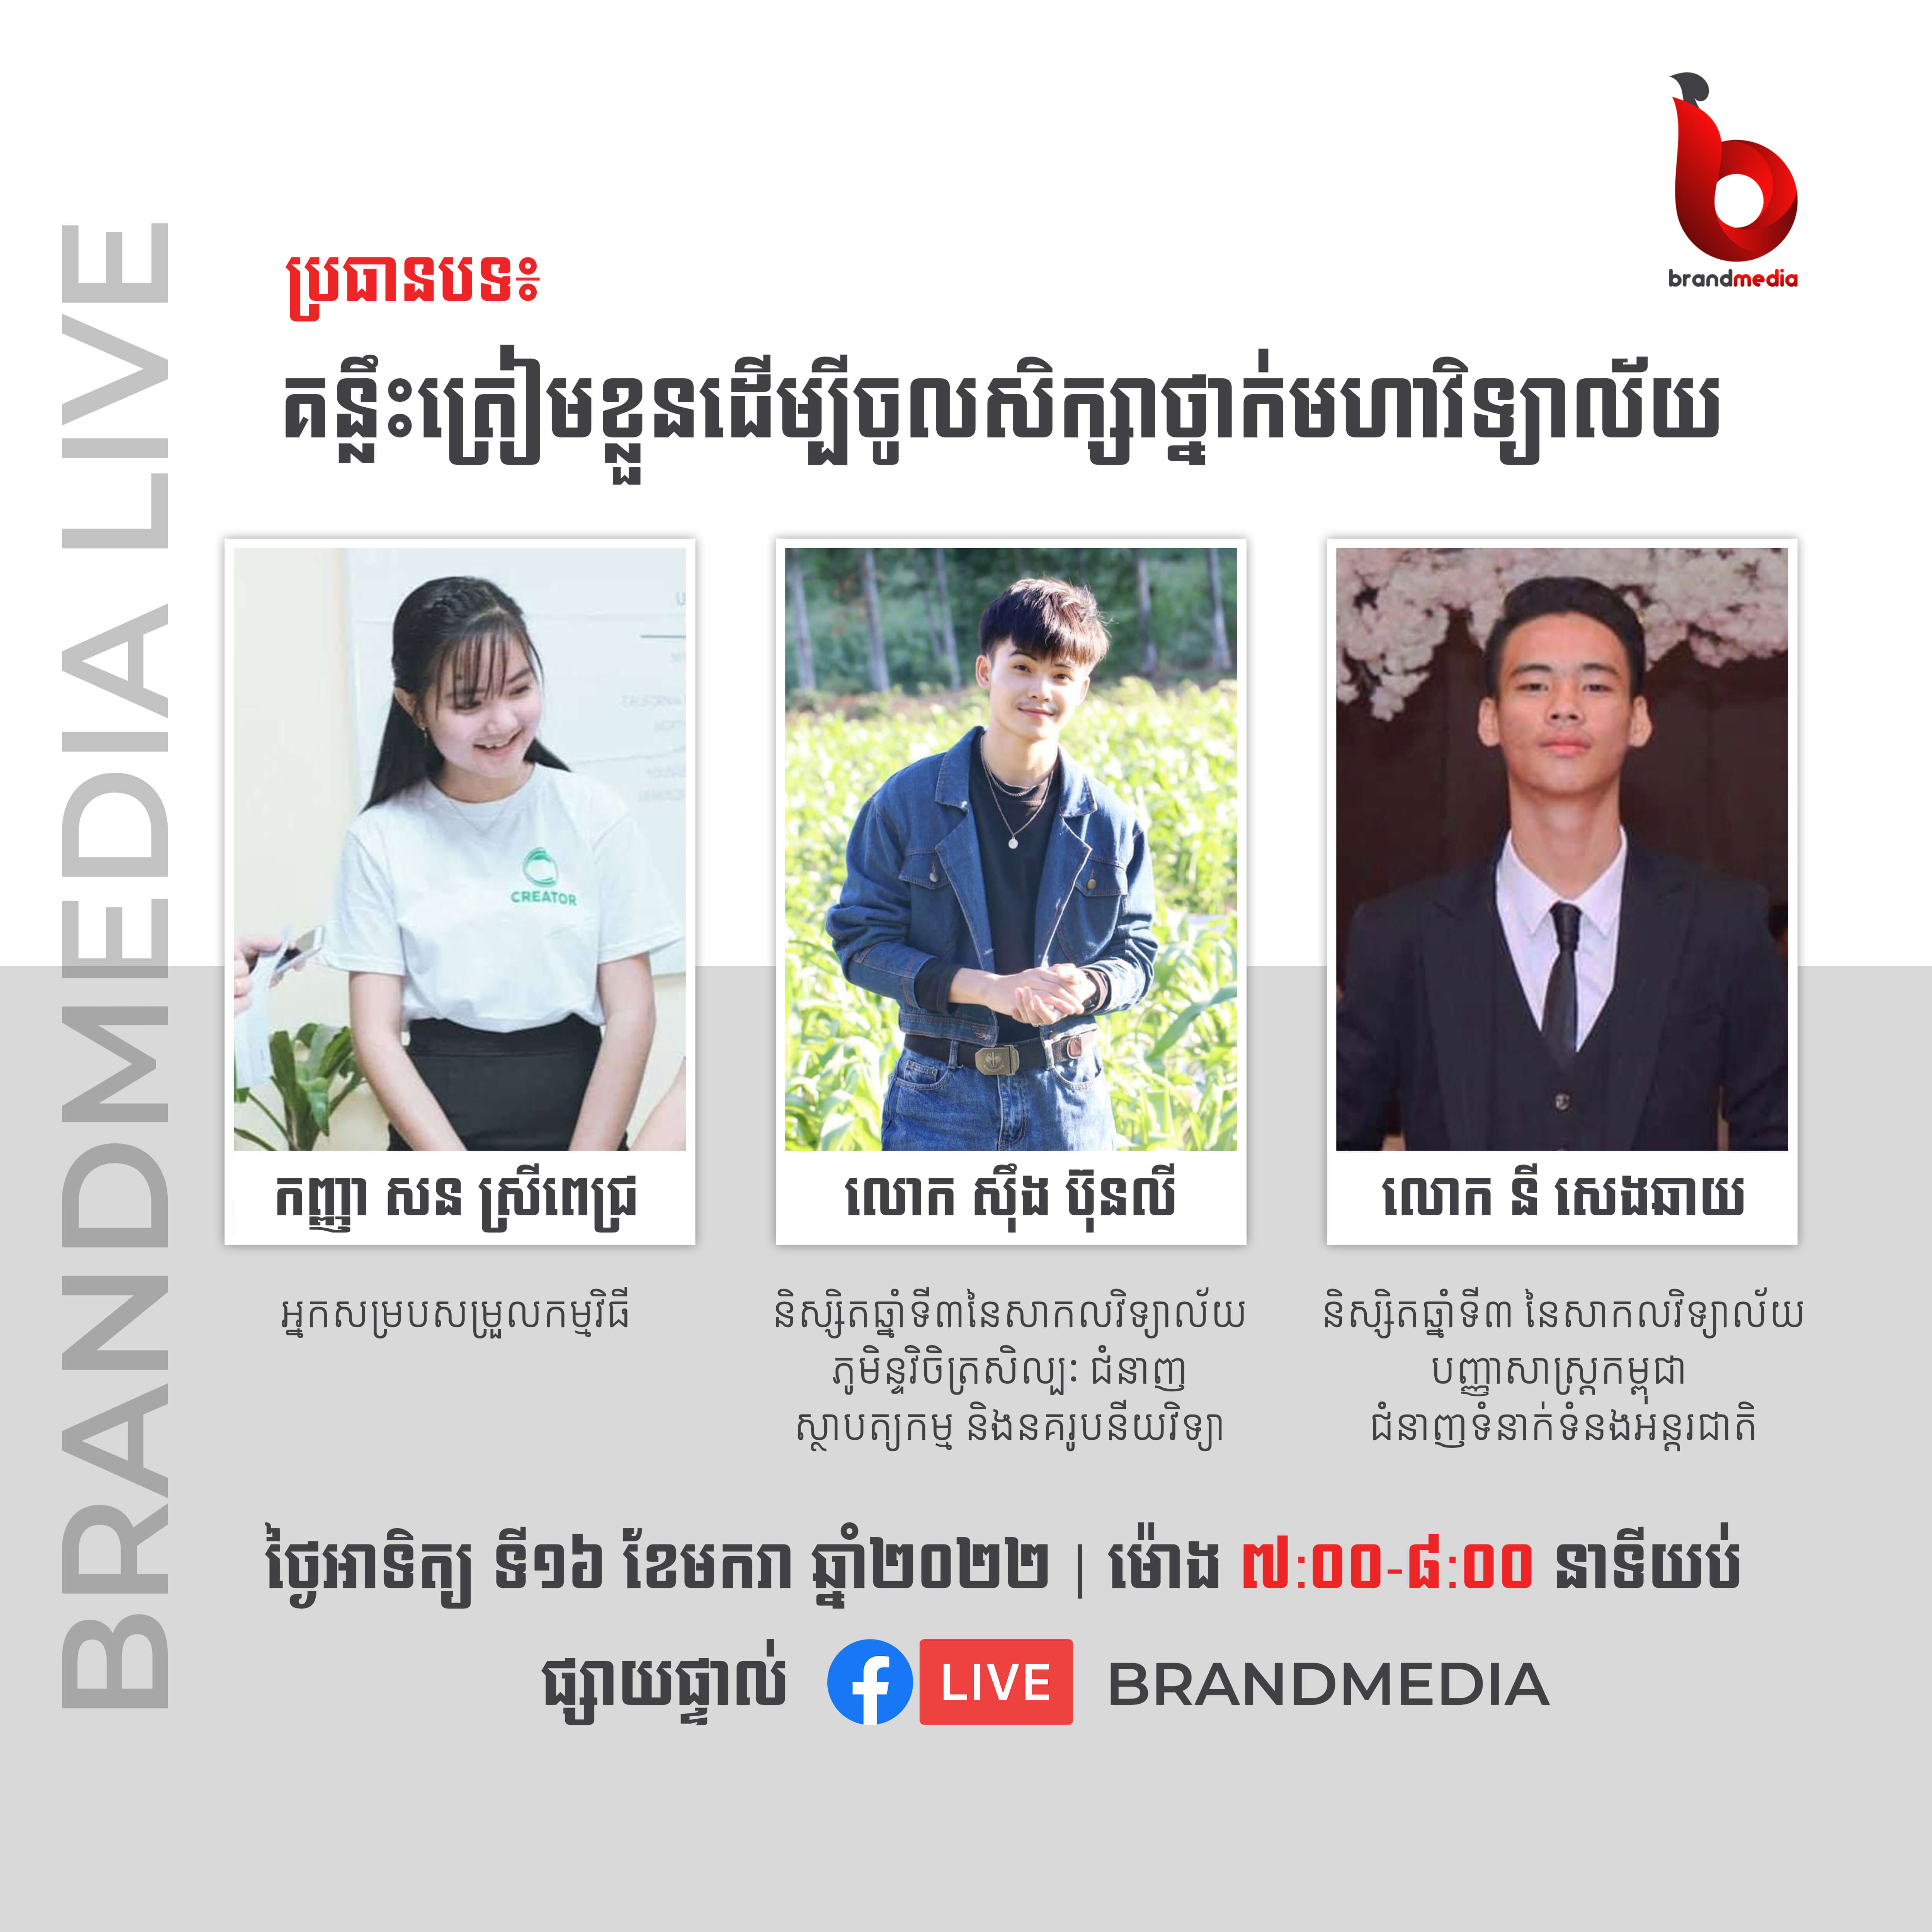 brandmedia
BRANDMEDIA LIVE
ប្រធានបទ៖
គន្លឹះត្រៀមខ្លួនដើម្បីចូលសិក្សាថ្នាក់មហាវិទ្យាល័យ
CREATOR
កញ្ញា សន ស្រីពេជ្រ
អ្នកសម្របសម្រួលកម្មវិធី
លោក ស៊ឹង ប៊ុនលី
និស្សិតឆ្នាំទី៣នៃសាកលវិទ្យាល័យ
ភូមិន្ទវិចិត្រសិល្បៈ ជំនាញ
ស្ថាបត្យកម្ម និងនគរូបនីយវិទ្យា
លោក នី សេងឆាយ
និស្សិតឆ្នាំទី៣ នៃសាកលវិទ្យាល័យ
បញ្ញាសាស្ត្រកម្ពុជា
ជំនាញទំនាក់ទំនងអន្តរជាតិ
ថ្ងៃអាទិត្យ ទី១៦ ខែមករា ឆ្នាំ២០២២ | ម៉ោង ៧:០០-៨:០០ នាទីយប់
ផ្សាយផ្ទាល់ f LIVE BRANDMEDIA